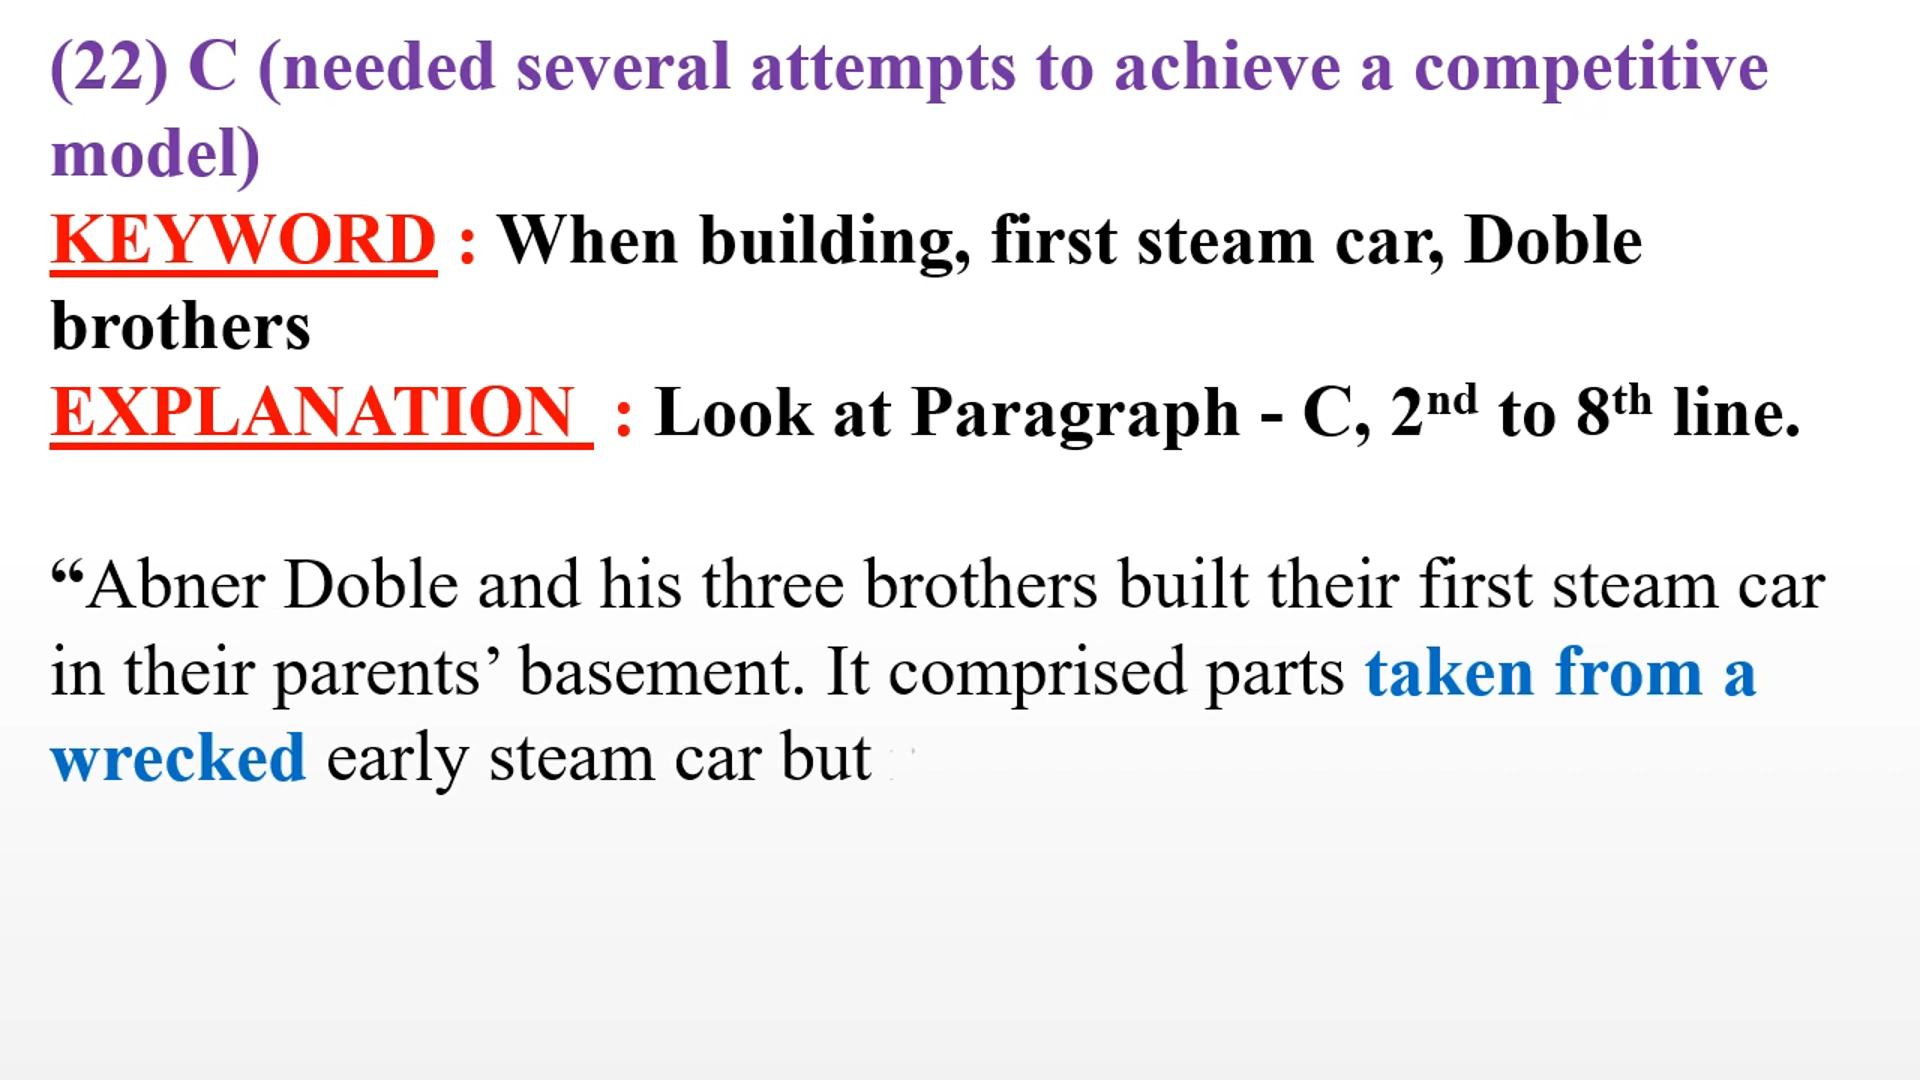 (22) C (needed several attempts to achieve a competitive
model)
KEYWORD : When building, first steam car, Doble
brothers
EXPLANATION : Look at Paragraph - C, 2nd to 8th line.
“Abner Doble and his three brothers built their first steam car
in their parents’ basement. It comprised parts taken from a
wrecked early steam car but